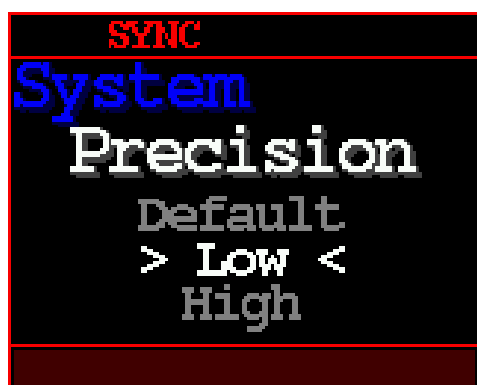 SYNC
System
Precision
Default
> Low <
High